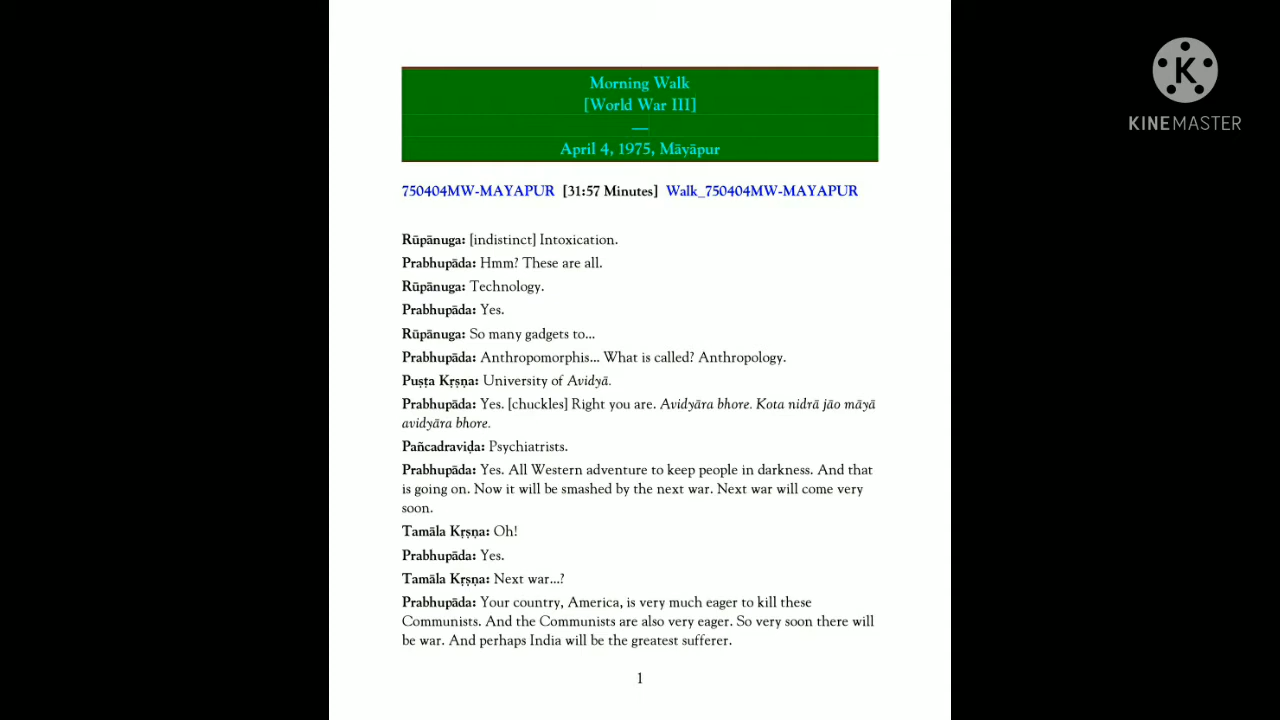 Morning Walk
[World War III]
—
April 4, 1975, Māyāpur
750404MW-MAYAPUR [31:57 Minutes] Walk_750404MW-MAYAPUR
Rūpānuga: [indistinct] Intoxication.
Prabhupāda: Hmm? These are all.
Rūpānuga: Technology.
Prabhupāda: Yes.
Rūpānuga: So many gadgets to...
Prabhupāda: Anthropomorphis... What is called? Anthropology.
Puṣṭa Kṛṣṇa: University of Avidyā.
Prabhupāda: Yes. [chuckles] Right you are. Avidyāra bhore. Kota nidrā jāo māyā
avidyāra bhore.
Pañcadraviḍa: Psychiatrists.
Prabhupāda: Yes. All Western adventure to keep people in darkness. And that
is going on. Now it will be smashed by the next war. Next war will come very
soon.
Tamāla Kṛṣṇa: Oh!
Prabhupāda: Yes.
Tamāla Kṛṣṇa: Next war...?
Prabhupāda: Your country, America, is very much eager to kill these
Communists. And the Communists are also very eager. So very soon there will
be war. And perhaps India will be the greatest sufferer.
1
K
KINEMASTER